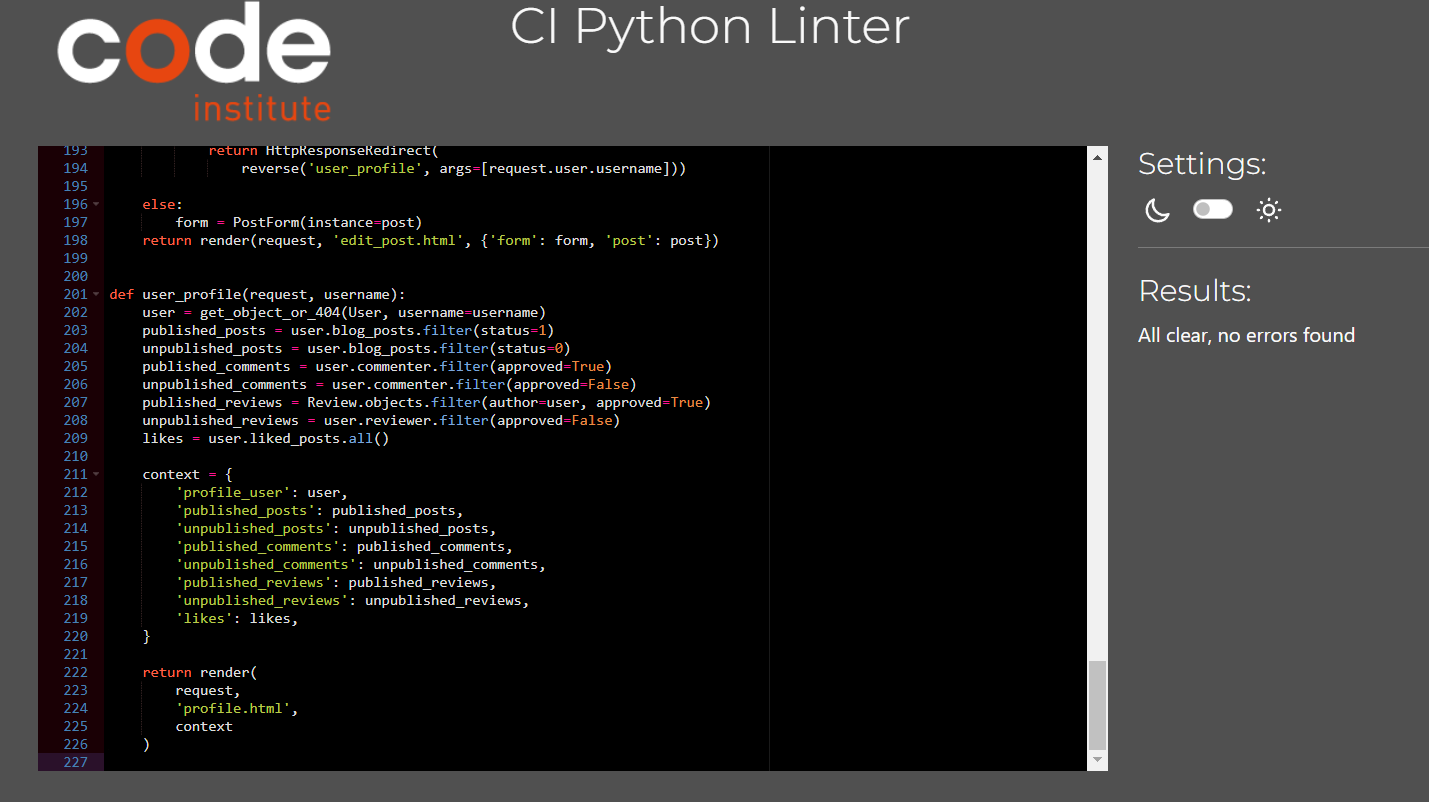 code
institute
CI Python Linter
193 return HttpResponseRedirect(
194 reverse('user_profile', args=[request.user.username]))
195
196 else:
197 form = PostForm(instance=post)
198 return render(request, 'edit_post.html', {'form': form, 'post': post})
199
200
201 def user_profile(request, username):
202 user = get_object_or_404(User, username=username)
203 published_posts = user.blog_posts.filter(status=1)
204 unpublished_posts = user.blog_posts.filter(status=0)
205 published_comments = user.commenter.filter(approved=True)
206 unpublished_comments = user.commenter.filter(approved=False)
207 published_reviews = Review.objects.filter(author=user, approved=True)
208 unpublished_reviews = user.reviewer.filter(approved=False)
209 likes = user.liked_posts.all()
210
211 context = {
212 'profile_user': user,
213 'published_posts': published_posts,
214 'unpublished_posts': unpublished_posts,
215 'published_comments': published_comments,
216 'unpublished_comments': unpublished_comments,
217 'published_reviews': published_reviews,
218 'unpublished_reviews': unpublished_reviews,
219 'likes': likes,
220 }
221
222 return render(
223 request,
224 'profile.html',
225 context
226 )
227
Settings:
Results:
All clear, no errors found